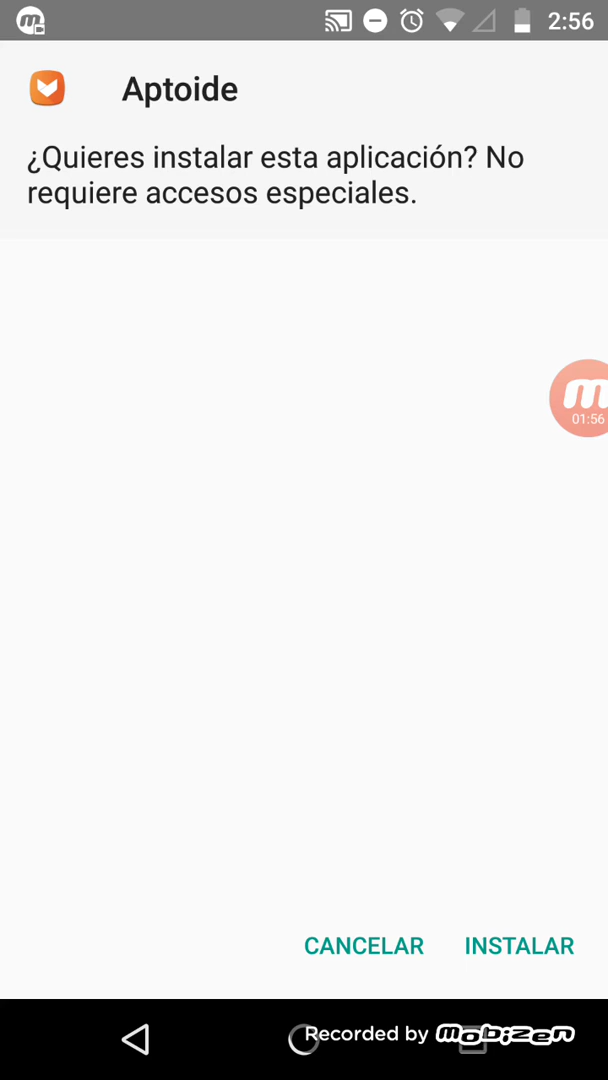 2:56
Aptoide
¿Quieres instalar esta aplicación? No
requiere accesos especiales.
m
01:56
CANCELAR
INSTALAR
Recorded by mobizen